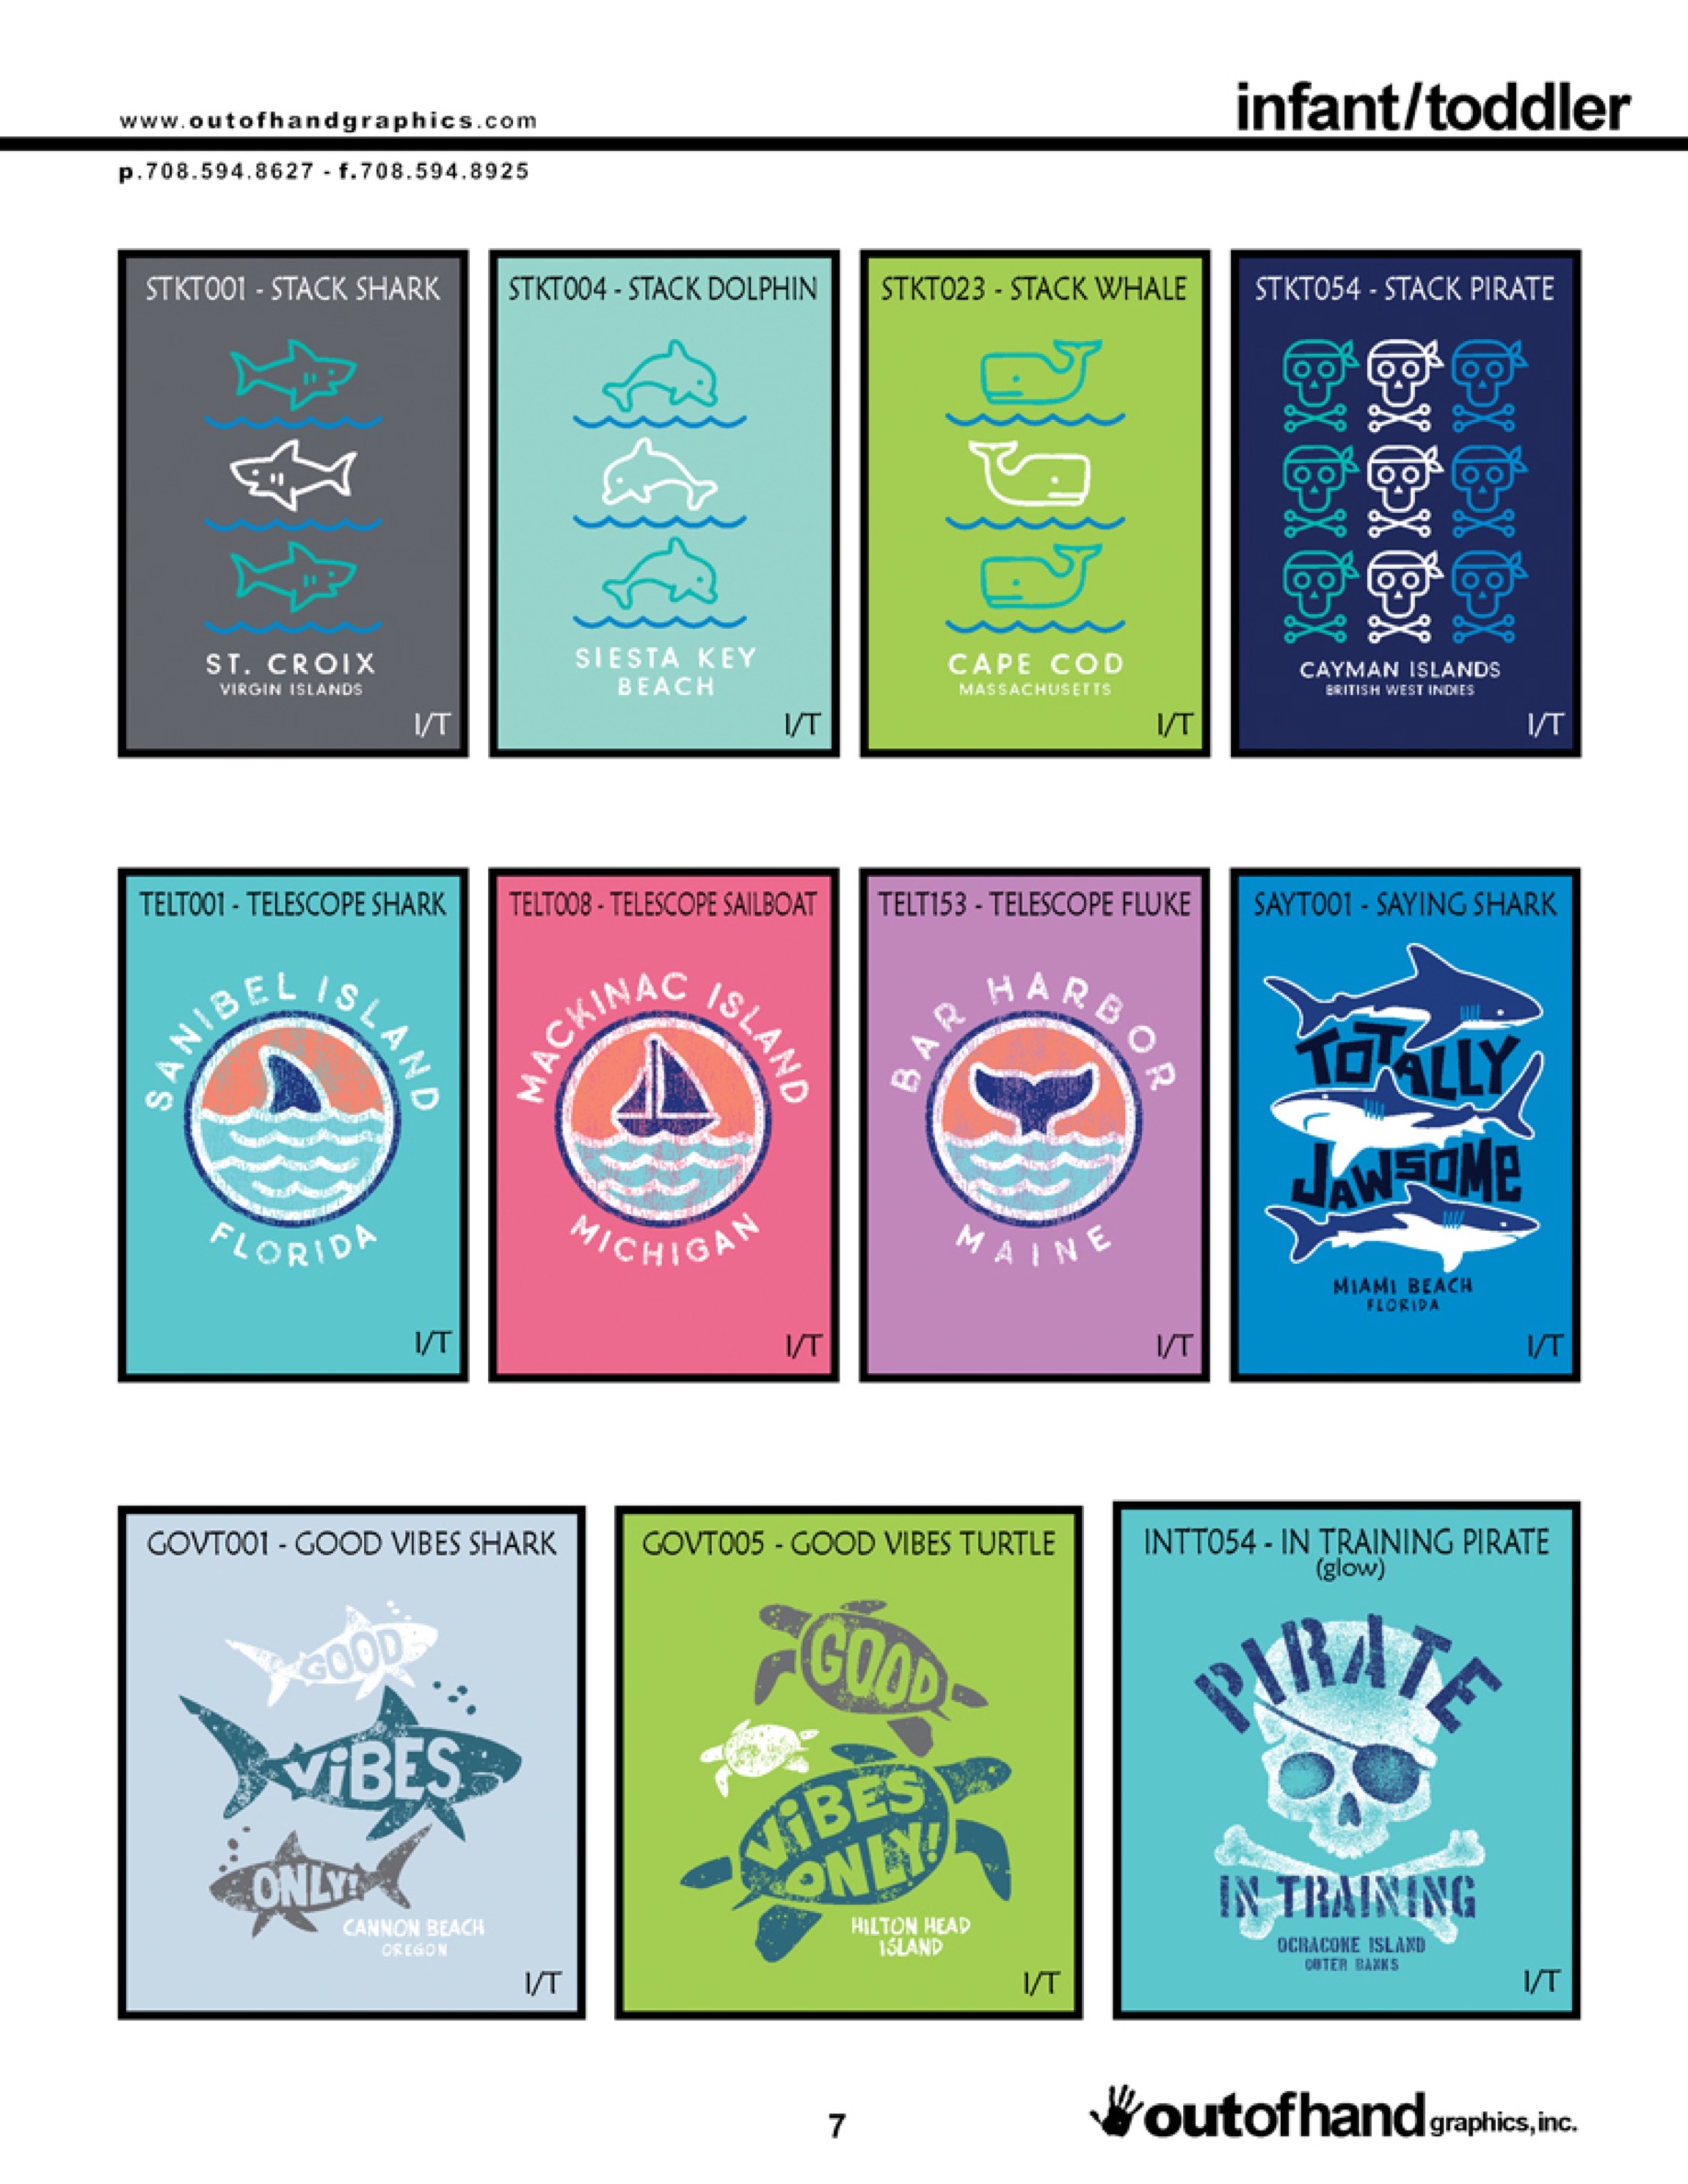 infant/toddler
www.outofhandgraphics.com
p.708.594.8627 - f.708.594.8925
STKT001 - STACK SHARK
ST. CROIX
VIRGIN ISLANDS
I/T
STKT004 - STACK DOLPHIN
SIESTA KEY
BEACH
I/T
STKT023 - STACK WHALE
CAPE COD
MASSACHUSETTS
I/T
STKT054 - STACK PIRATE
CAYMAN ISLANDS
BRITISH WEST INDIES
I/T
TELT001 - TELESCOPE SHARK
SANIBEL ISLAND
FLORIDA
I/T
TELT008 - TELESCOPE SAILBOAT
MACKINAC ISLAND
MICHIGAN
I/T
TELT153 - TELESCOPE FLUKE
BAR HARBOR
MAINE
I/T
SAYT001 - SAYING SHARK
TOTALLY
JAWSOME
MIAMI BEACH
FLORIDA
I/T
GOVT001 - GOOD VIBES SHARK
GOOD
ViBES
ONLY!
CANNON BEACH
OREGON
I/T
GOVT005 - GOOD VIBES TURTLE
GOOD
ViBES
ONLY!
HILTON HEAD
ISLAND
I/T
INTT054 - IN TRAINING PIRATE
(glow)
PIRATE
IN TRAINING
OCRACOKE ISLAND
OUTER BANKS
I/T
7
outofhand graphics, inc.